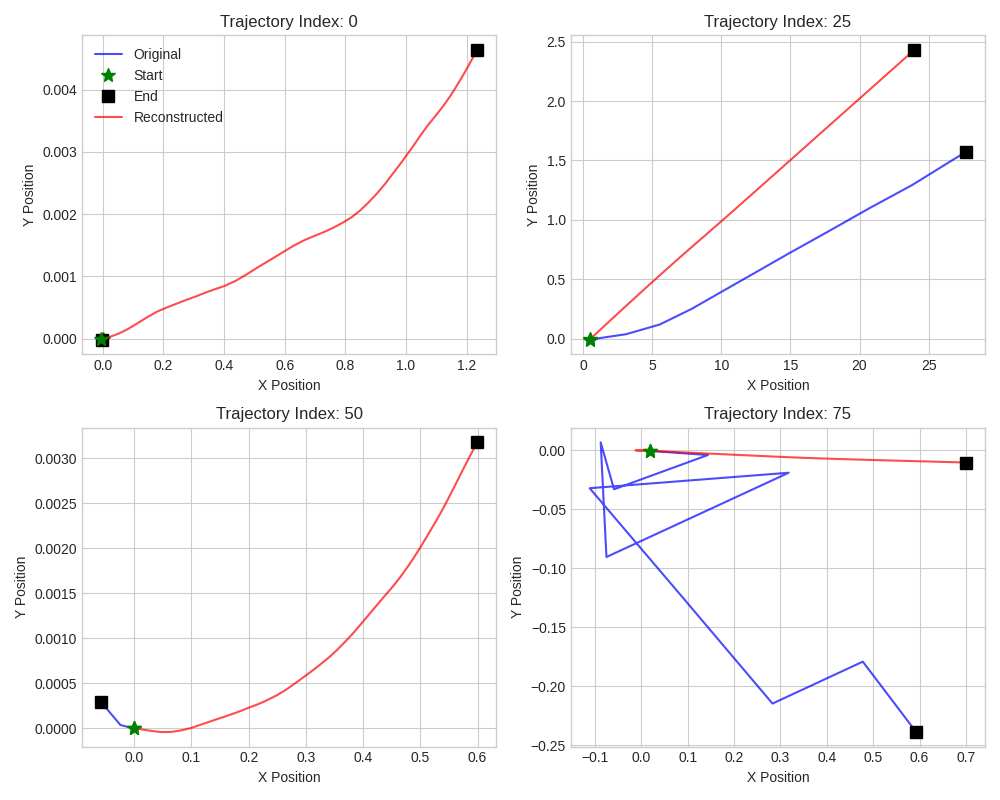 Trajectory Index: 0
Original
Start
End
Reconstructed
0.004
0.003
0.002
0.001
0.000
Y Position
0.0 0.2 0.4 0.6 0.8 1.0 1.2
X Position
Trajectory Index: 25
2.5
2.0
1.5
1.0
0.5
0.0
Y Position
0 5 10 15 20 25
X Position
Trajectory Index: 50
0.0030
0.0025
0.0020
0.0015
0.0010
0.0005
0.0000
Y Position
0.0 0.1 0.2 0.3 0.4 0.5 0.6
X Position
Trajectory Index: 75
0.00
−0.05
−0.10
−0.15
−0.20
−0.25
Y Position
−0.1 0.0 0.1 0.2 0.3 0.4 0.5 0.6 0.7
X Position